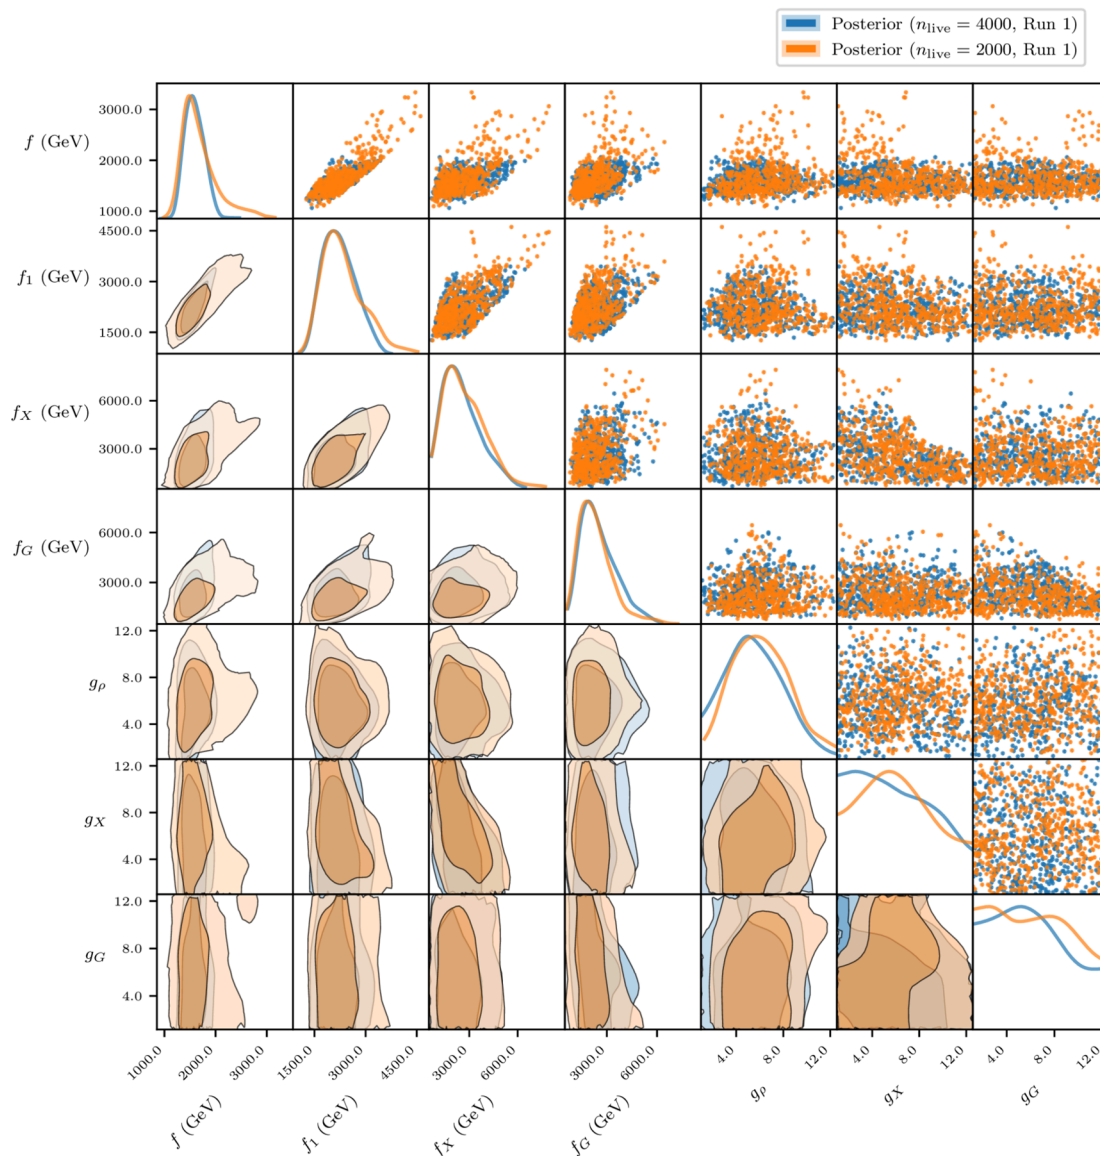 Posterior (n_live = 4000, Run 1)
Posterior (n_live = 2000, Run 1)
f (GeV)
3000.0
2000.0
1000.0
f_1 (GeV)
4500.0
3000.0
1500.0
f_X (GeV)
6000.0
3000.0
f_G (GeV)
6000.0
3000.0
g_ρ
12.0
8.0
4.0
g_X
12.0
8.0
4.0
g_G
12.0
8.0
4.0
1000.0 2000.0 3000.0 1500.0 3000.0 4500.0 3000.0 6000.0 3000.0 6000.0 4.0 8.0 12.0 4.0 8.0 12.0 4.0 8.0 12.0
f (GeV) f_1 (GeV) f_X (GeV) f_G (GeV) g_ρ g_X g_G